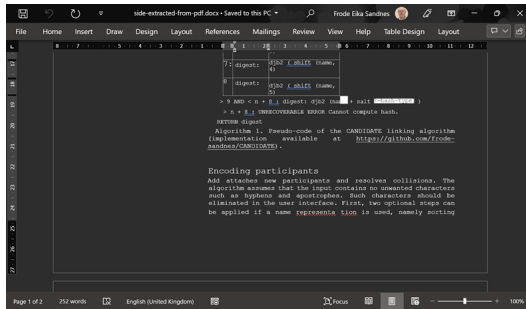 side-extracted-from-pdf.docx • Saved to this PC
Frode Eika Sandnes
File Home Insert Draw Design Layout References Mailings Review View Help Table Design Layout
7: digest: djb2 (.shift (name, 4)
8 digest: djb2 (.shift (name, 5)
> 9 AND < n + 8 ; digest: djb2 (na + salt )
> n + 8 ; UNRECOVERABLE ERROR Cannot compute hash.
RETURN digest
Algorithm 1. Pseudo-code of the CANDIDATE linking algorithm
(implementation available at https://github.com/frode-
sandnes/CANDIDATE).
Encoding participants
Add attaches new participants and resolves collisions. The
algorithm assumes that the input contains no unwanted characters
such as hyphens and apostrophes. Such characters should be
eliminated in the user interface. First, two optional steps can
be applied if a name representa tion is used, namely sorting
Page 1 of 2 252 words English (United Kingdom) Focus 100%